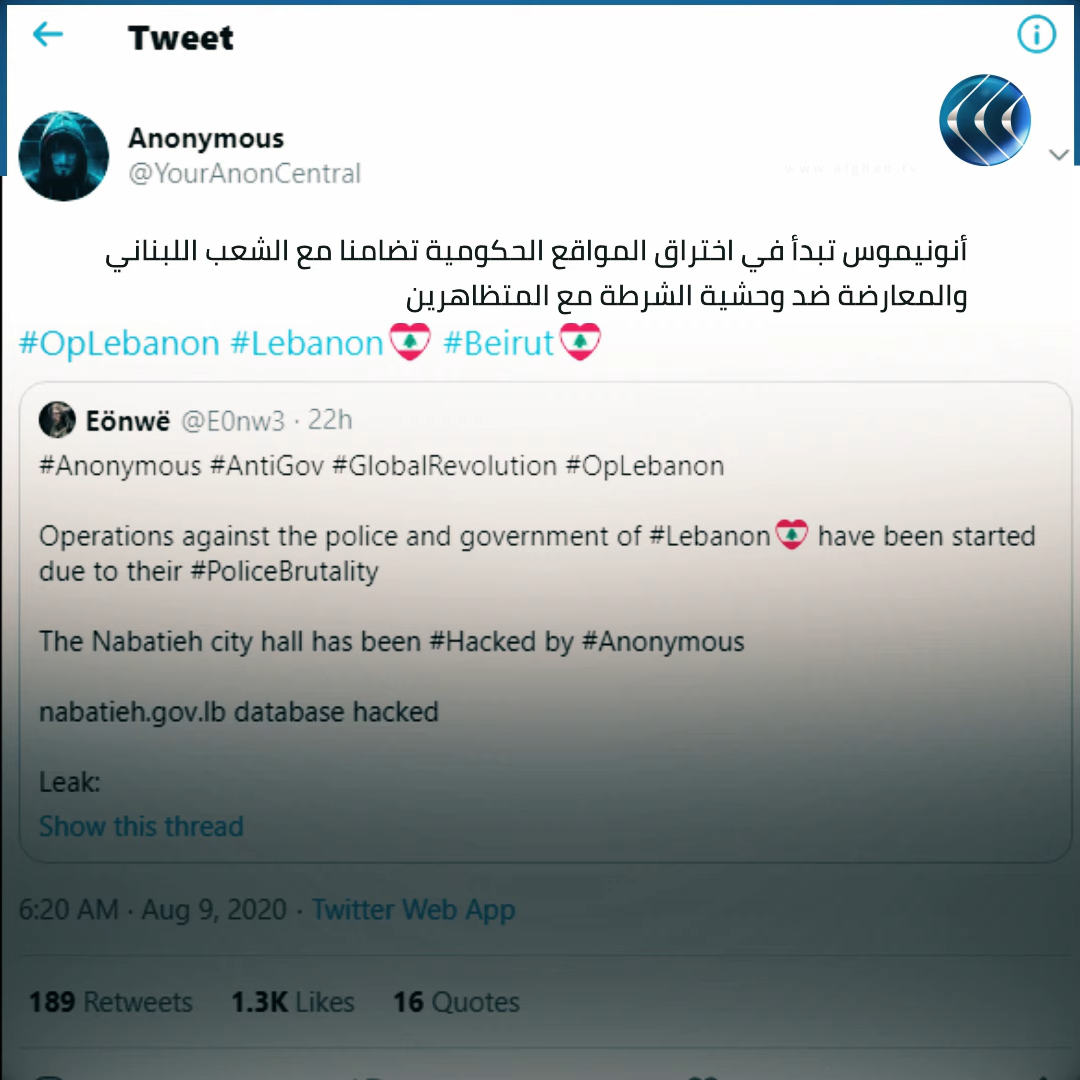 Tweet
Anonymous
@YourAnonCentral
أنونيموس تبدأ في اختراق المواقع الحكومية تضامنا مع الشعب اللبناني
والمعارضة ضد وحشية الشرطة مع المتظاهرين
#OpLebanon #Lebanon #Beirut
Eönwë @E0nw3 · 22h
#Anonymous #AntiGov #GlobalRevolution #OpLebanon
Operations against the police and government of #Lebanon have been started
due to their #PoliceBrutality
The Nabatieh city hall has been #Hacked by #Anonymous
nabatieh.gov.lb database hacked
Leak:
Show this thread
6:20 AM · Aug 9, 2020 · Twitter Web App
189 Retweets 1.3K Likes 16 Quotes